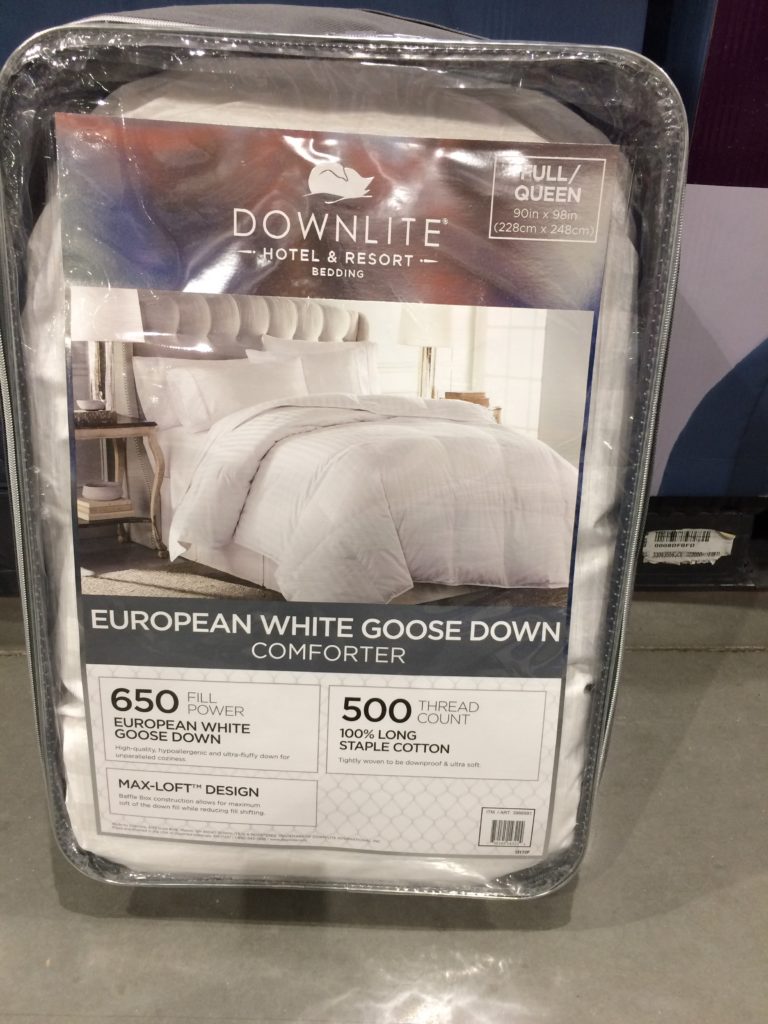 FULL/
QUEEN
90in x 98in
(228cm x 248cm)
DOWNLITE®
HOTEL & RESORT
BEDDING
EUROPEAN WHITE GOOSE DOWN
COMFORTER
650 FILL
POWER
EUROPEAN WHITE
GOOSE DOWN
High-quality, hypoallergenic and ultra-fluffy down for
unparalleled coziness
500 THREAD
COUNT
100% LONG
STAPLE COTTON
Tightly woven to be downproof & ultra soft
MAX-LOFT™ DESIGN
Baffle Box construction allows for maximum
loft of the down fill while reducing fill shifting.
ITM / ART.